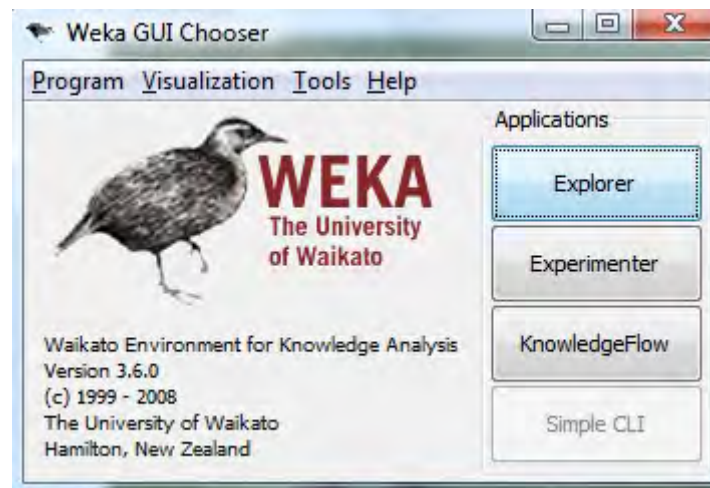 Weka GUI Chooser
Program Visualization Tools Help
Applications
WEKA
The University
of Waikato
Explorer
Experimenter
KnowledgeFlow
Simple CLI
Waikato Environment for Knowledge Analysis
Version 3.6.0
(c) 1999 - 2008
The University of Waikato
Hamilton, New Zealand